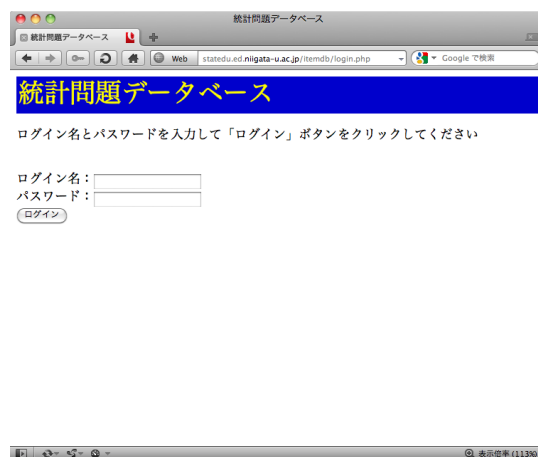 統計問題データベース
統計問題データベース
Web statedu.ed.niigata-u.ac.jp/itemdb/login.php Google で検索
統計問題データベース
ログイン名とパスワードを入力して「ログイン」ボタンをクリックしてください
ログイン名：
パスワード：
ログイン
表示倍率 (113%)